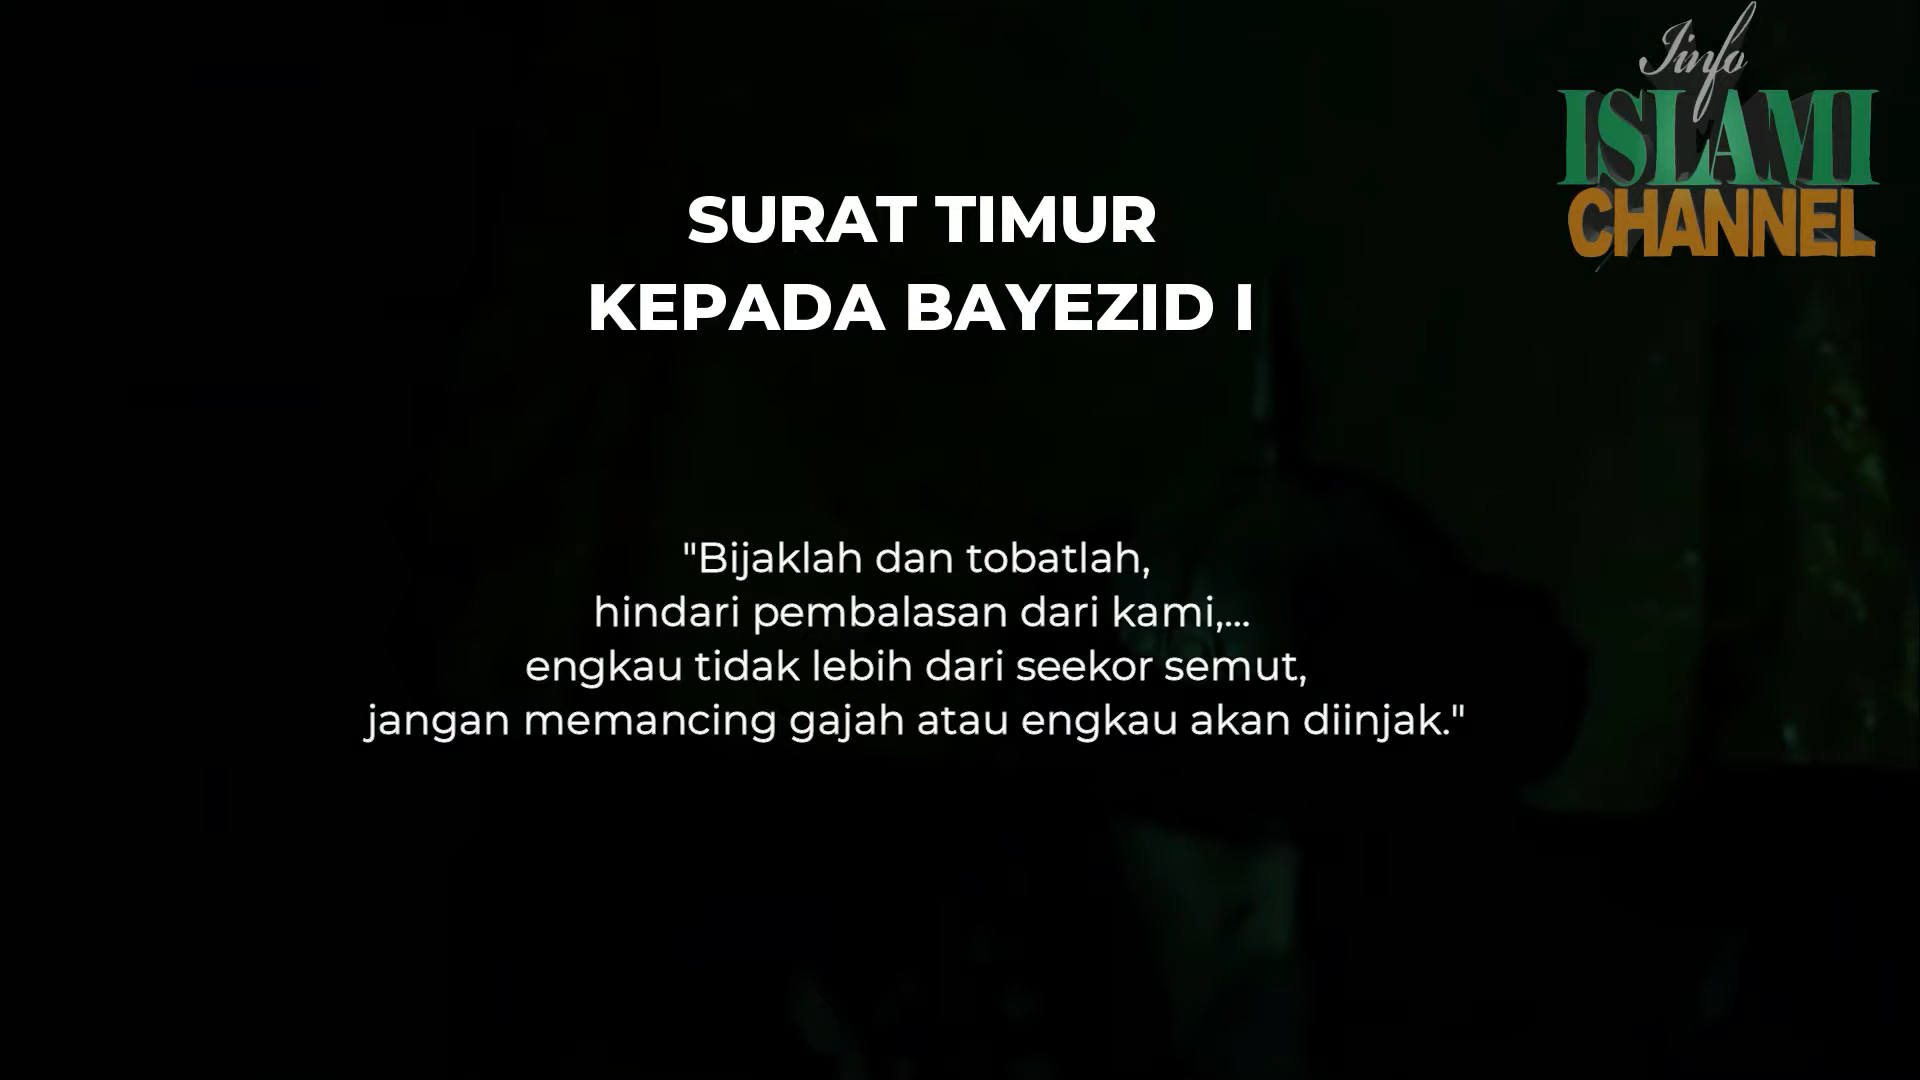 Iinfo
ISLAMI
CHANNEL
SURAT TIMUR
KEPADA BAYEZID I
"Bijaklah dan tobatlah,
hindari pembalasan dari kami,...
engkau tidak lebih dari seekor semut,
jangan memancing gajah atau engkau akan diinjak."